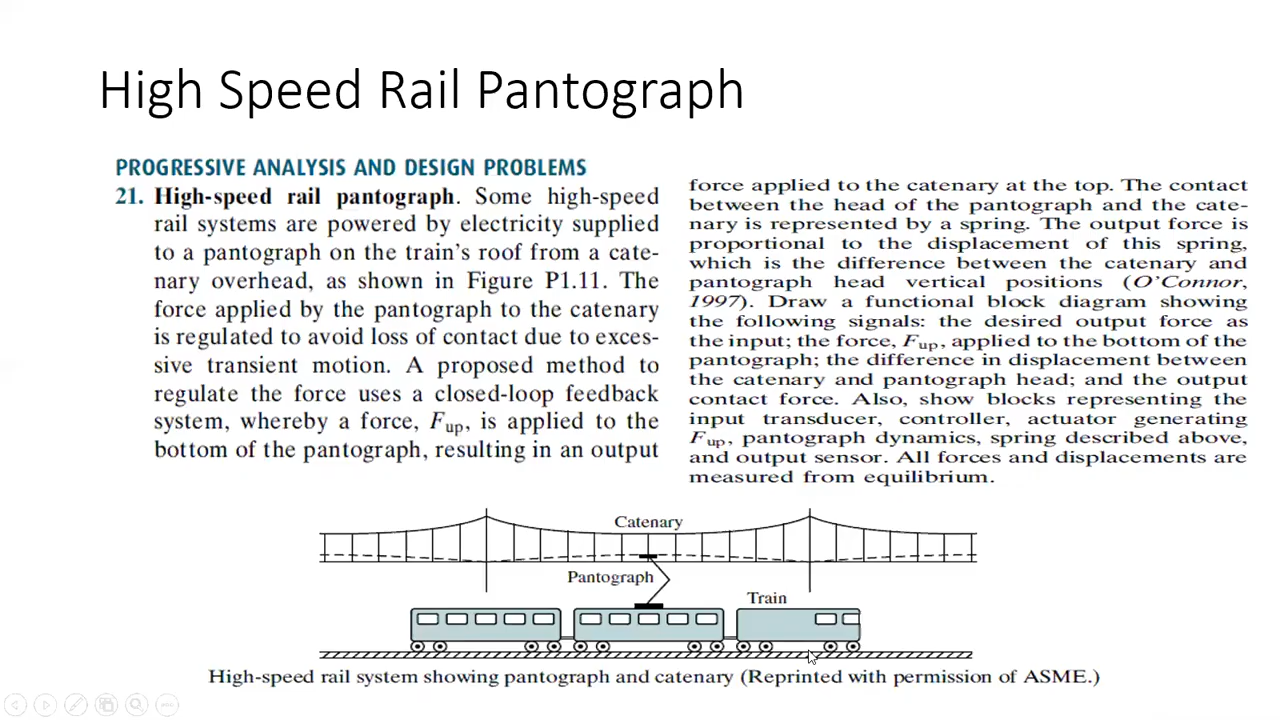 High Speed Rail Pantograph
PROGRESSIVE ANALYSIS AND DESIGN PROBLEMS
21. High-speed rail pantograph. Some high-speed
rail systems are powered by electricity supplied
to a pantograph on the train's roof from a cate-
nary overhead, as shown in Figure P1.11. The
force applied by the pantograph to the catenary
is regulated to avoid loss of contact due to exces-
sive transient motion. A proposed method to
regulate the force uses a closed-loop feedback
system, whereby a force, Fup, is applied to the
bottom of the pantograph, resulting in an output
force applied to the catenary at the top. The contact
between the head of the pantograph and the cate-
nary is represented by a spring. The output force is
proportional to the displacement of this spring,
which is the difference between the catenary and
pantograph head vertical positions (O'Connor,
1997). Draw a functional block diagram showing
the following signals: the desired output force as
the input; the force, Fup, applied to the bottom of the
pantograph; the difference in displacement between
the catenary and pantograph head; and the output
contact force. Also, show blocks representing the
input transducer, controller, actuator generating
Fup, pantograph dynamics, spring described above,
and output sensor. All forces and displacements are
measured from equilibrium.
Catenary
Pantograph
Train
High-speed rail system showing pantograph and catenary (Reprinted with permission of ASME.)